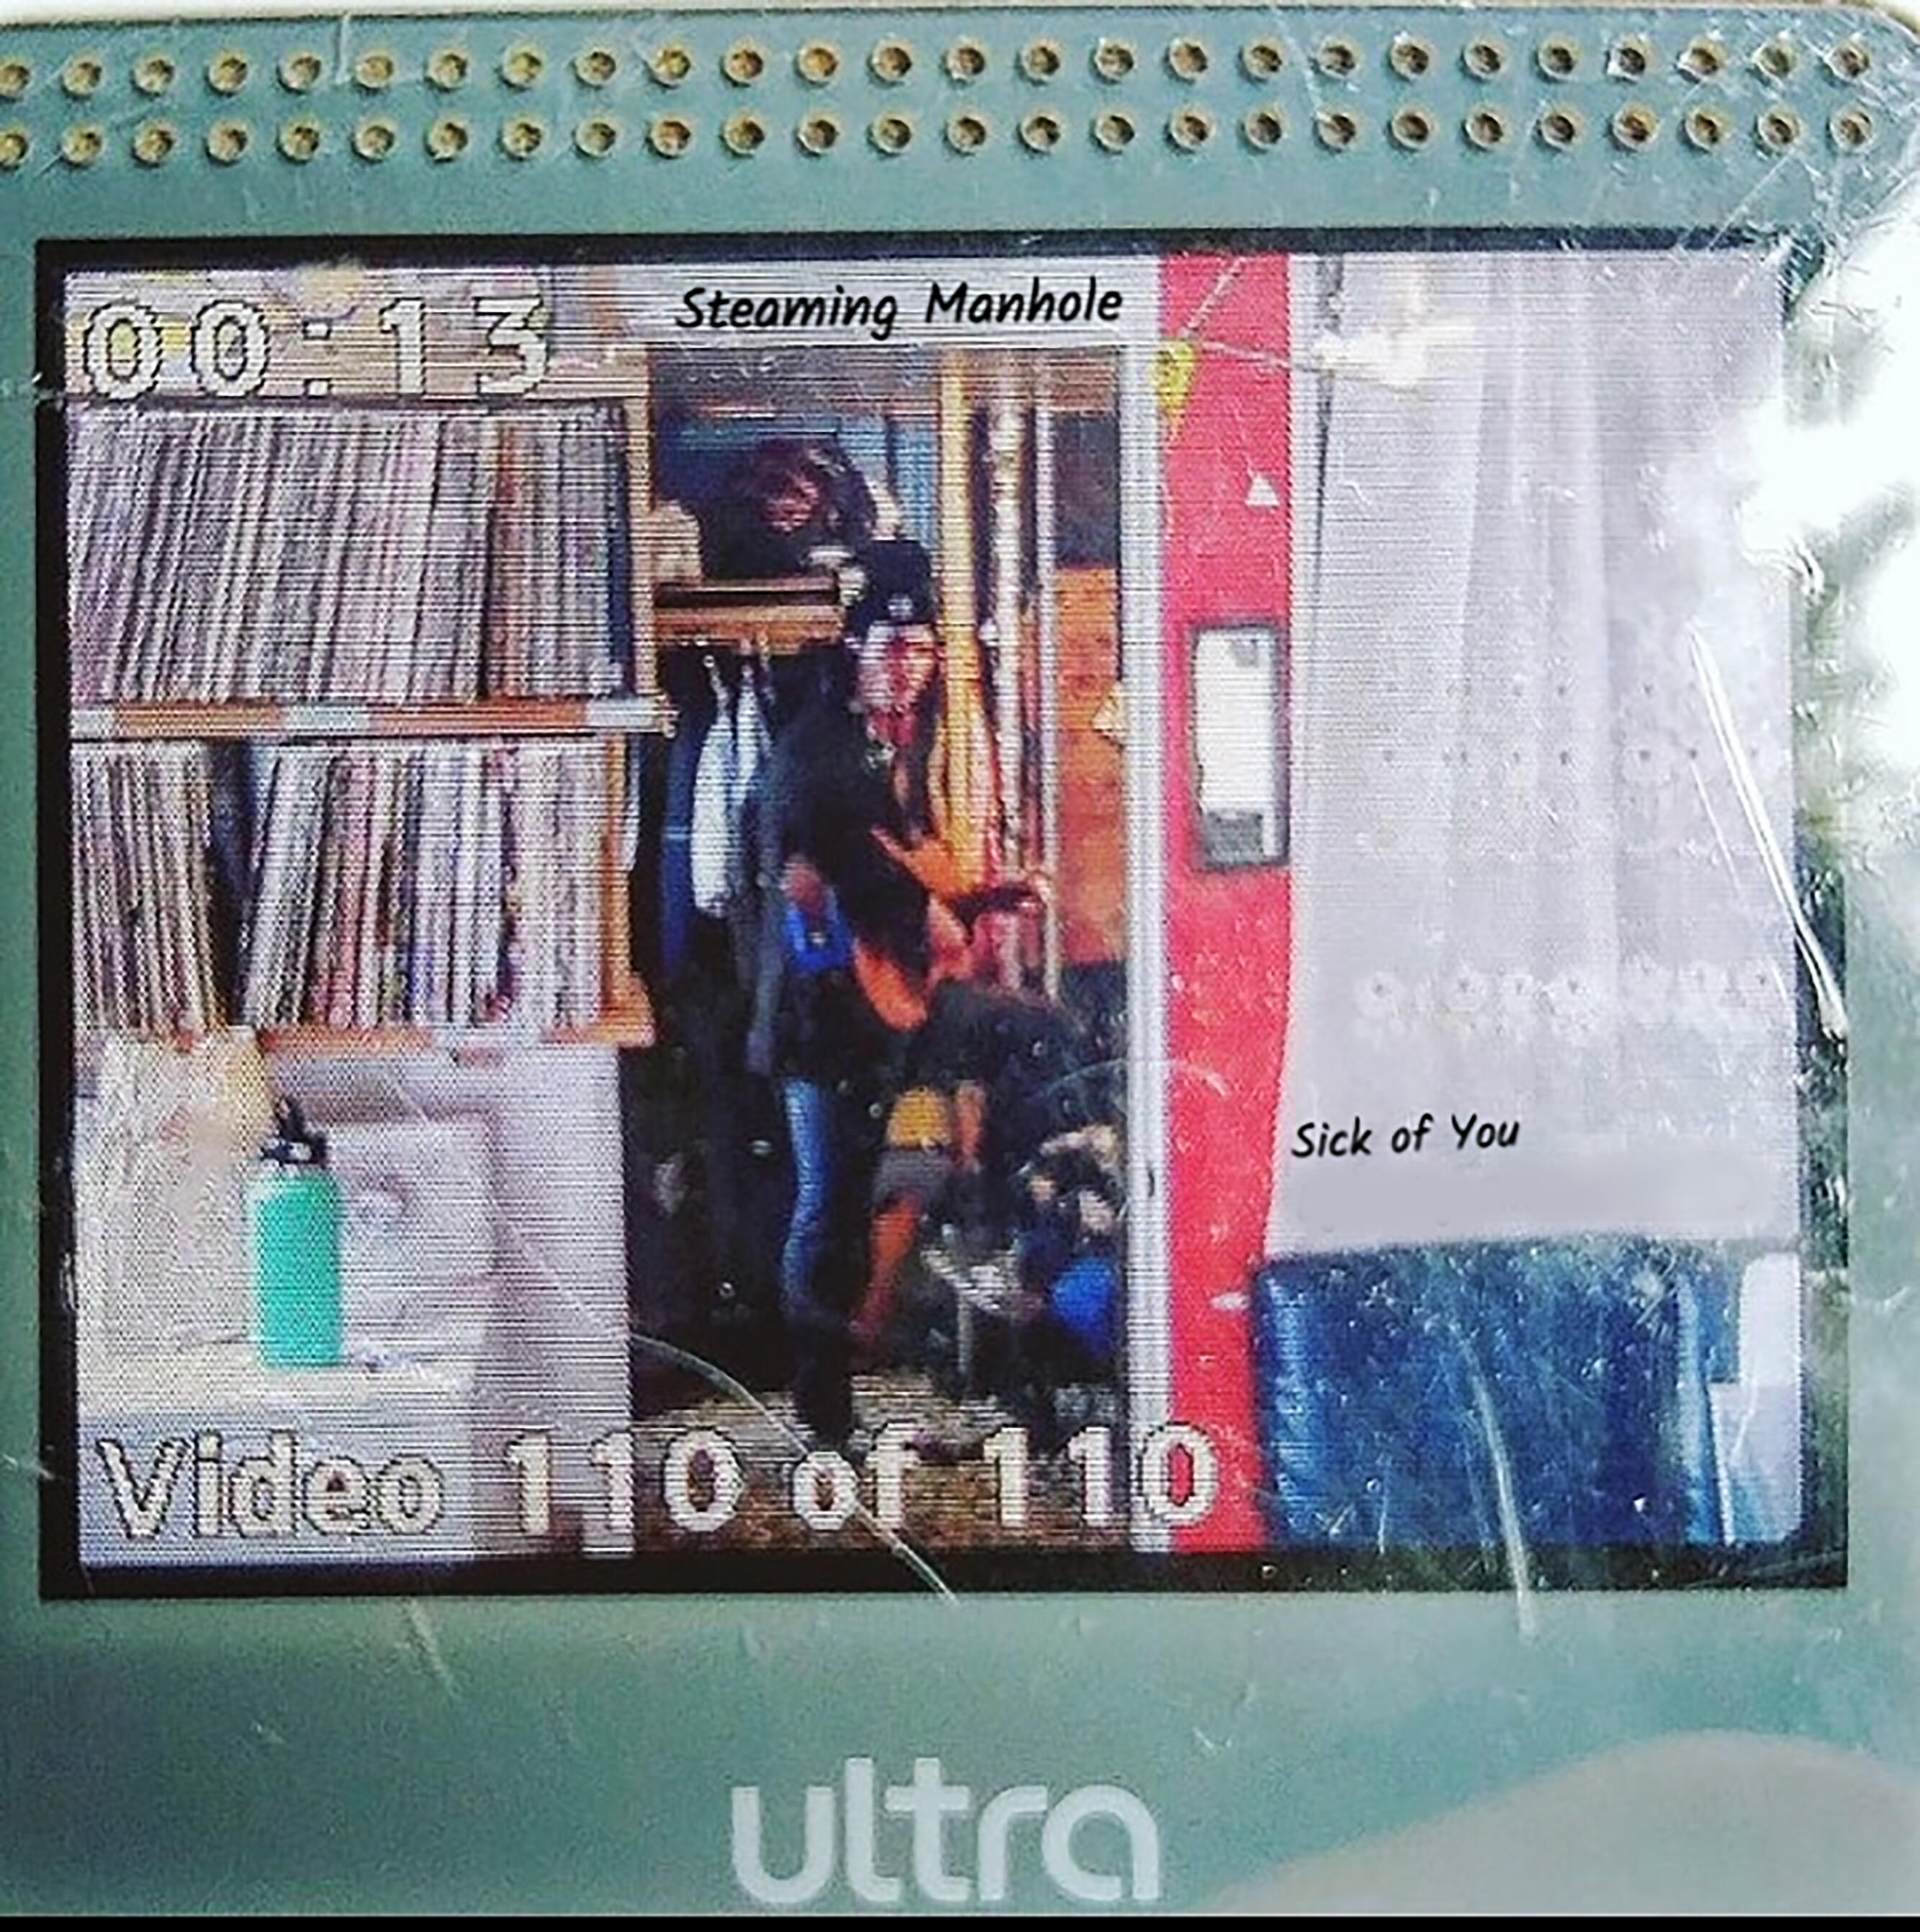 00:13
Steaming Manhole
Sick of You
Video 110 of 110
ultra